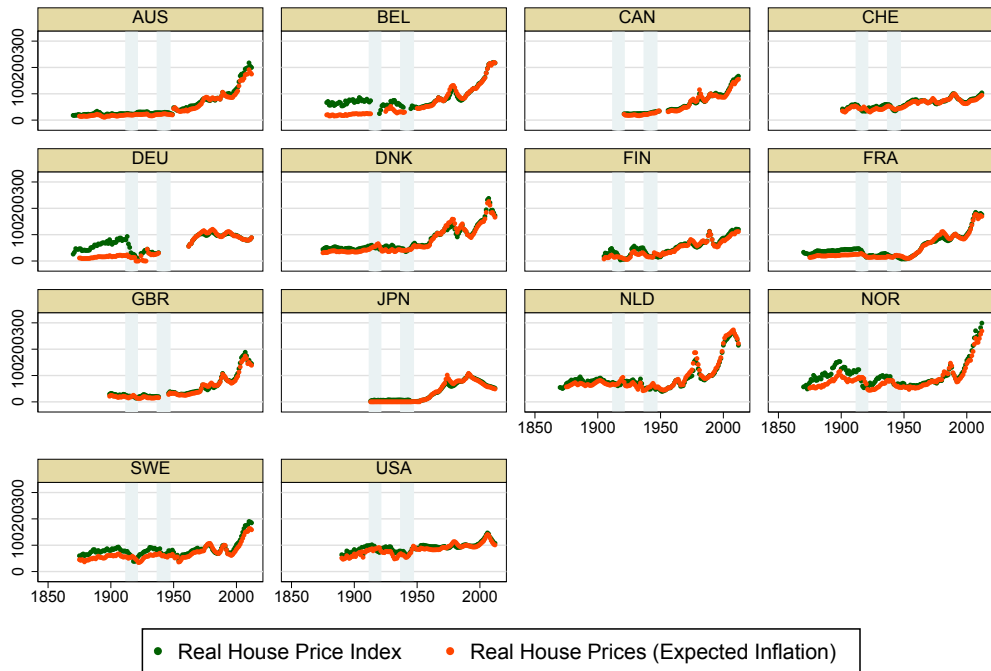 AUS BEL CAN CHE
0 100200300
DEU DNK FIN FRA
0 100200300
GBR JPN NLD NOR
0 100200300
1850 1900 1950 2000 1850 1900 1950 2000
SWE USA
0 100200300
1850 1900 1950 2000 1850 1900 1950 2000
Real House Price Index Real House Prices (Expected Inflation)